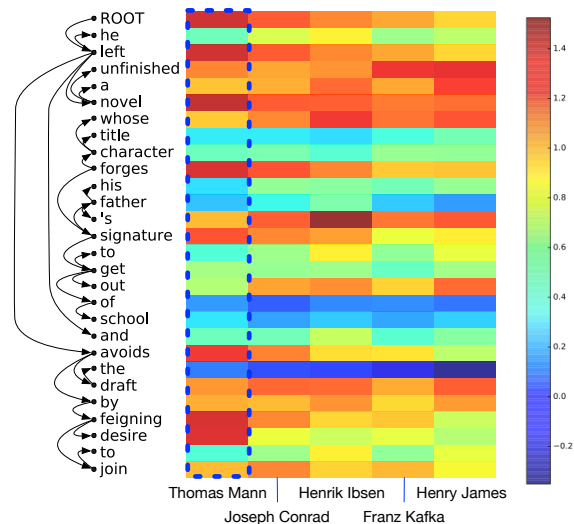 ROOT
he
left
unfinished
a
novel
whose
title
character
forges
his
father
's
signature
to
get
out
of
school
and
avoids
the
draft
by
feigning
desire
to
join
Thomas Mann
Henrik Ibsen
Henry James
Joseph Conrad
Franz Kafka
1.4
1.2
1.0
0.8
0.6
0.4
0.2
0.0
−0.2